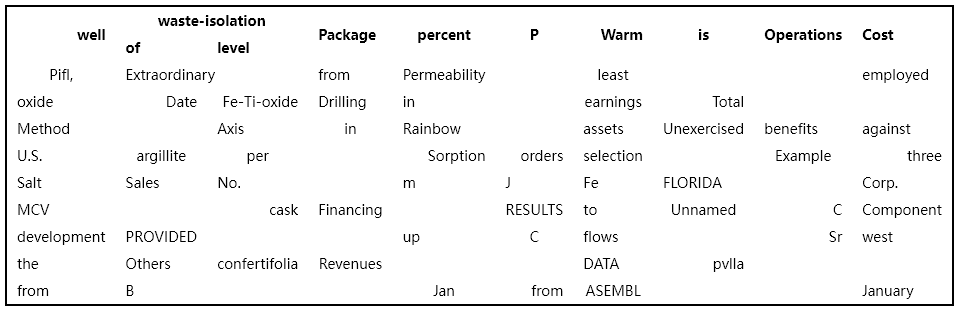 well waste-isolation of level Package percent P Warm is Operations Cost
Pifl, Extraordinary from Permeability least employed
oxide Date Fe-Ti-oxide Drilling in earnings Total
Method Axis in Rainbow assets Unexercised benefits against
U.S. argillite per Sorption orders selection Example three
Salt Sales No. m J Fe FLORIDA Corp.
MCV cask Financing RESULTS to Unnamed C Component
development PROVIDED up C flows Sr west
the Others confertifolia Revenues DATA pvlla
from B Jan from ASEMBL January